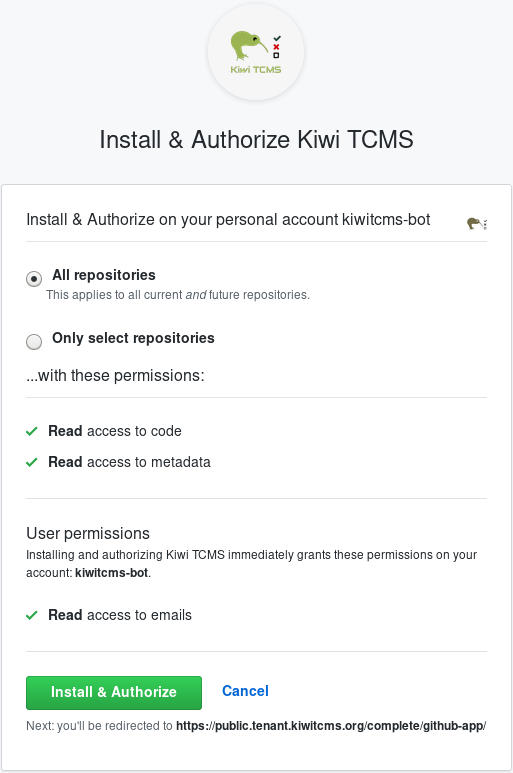 Kiwi TCMS
Install & Authorize Kiwi TCMS
Install & Authorize on your personal account kiwitcms-bot
All repositories
This applies to all current and future repositories.
Only select repositories
...with these permissions:
Read access to code
Read access to metadata
User permissions
Installing and authorizing Kiwi TCMS immediately grants these permissions on your
account: kiwitcms-bot.
Read access to emails
Install & Authorize
Cancel
Next: you'll be redirected to https://public.tenant.kiwitcms.org/complete/github-app/